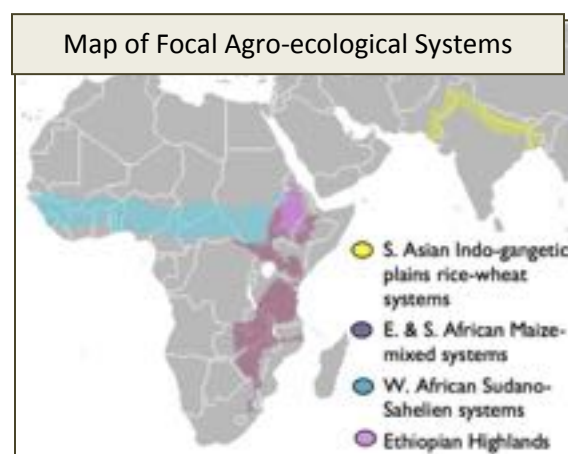 Map of Focal Agro-ecological Systems
S. Asian Indo-gangetic
plains rice-wheat
systems
E. & S. African Maize-
mixed systems
W. African Sudano-
Sahelien systems
Ethiopian Highlands